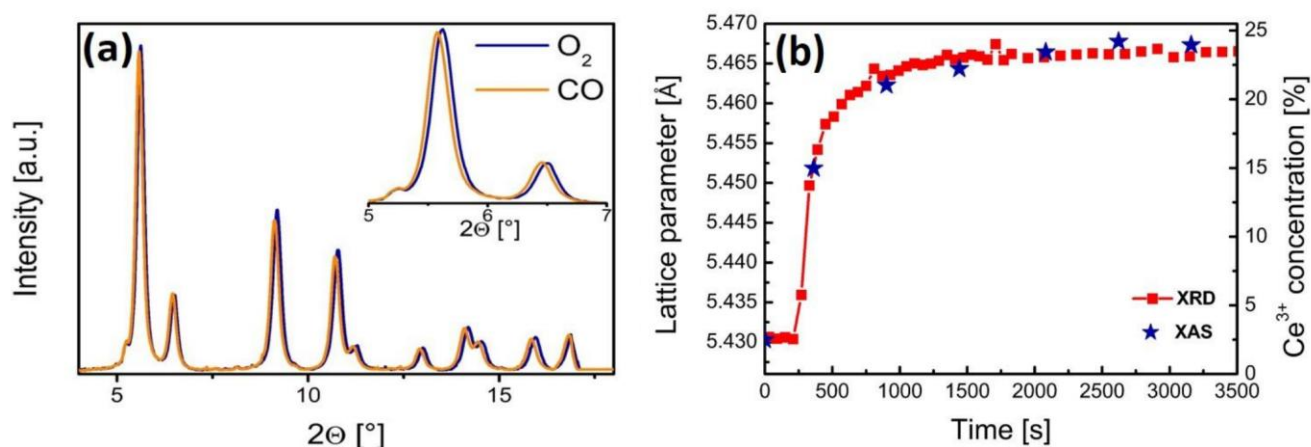 (a)
O₂
CO
5
6
7
2Θ [°]
Intensity [a.u.]
5
10
15
2Θ [°]
(b)
5.470
5.465
5.460
5.455
5.450
5.445
5.440
5.435
5.430
Lattice parameter [Å]
25
20
15
10
5
0
Ce³⁺ concentration [%]
XRD
XAS
0
500
1000
1500
2000
2500
3000
3500
Time [s]